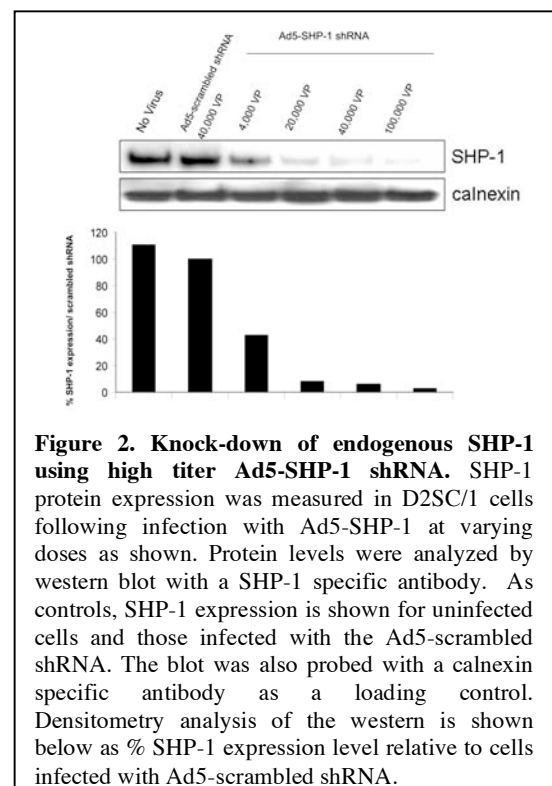 Ad5-SHP-1 shRNA
No Virus
Ad5-scrambled shRNA
40,000 VP
4,000 VP
20,000 VP
40,000 VP
100,000 VP
SHP-1
calnexin
% SHP-1 expression/ scrambled shRNA
120
100
80
60
40
20
0
Figure 2. Knock-down of endogenous SHP-1
using high titer Ad5-SHP-1 shRNA. SHP-1
protein expression was measured in D2SC/1 cells
following infection with Ad5-SHP-1 at varying
doses as shown. Protein levels were analyzed by
western blot with a SHP-1 specific antibody. As
controls, SHP-1 expression is shown for uninfected
cells and those infected with the Ad5-scrambled
shRNA. The blot was also probed with a calnexin
specific antibody as a loading control.
Densitometry analysis of the western is shown
below as % SHP-1 expression level relative to cells
infected with Ad5-scrambled shRNA.